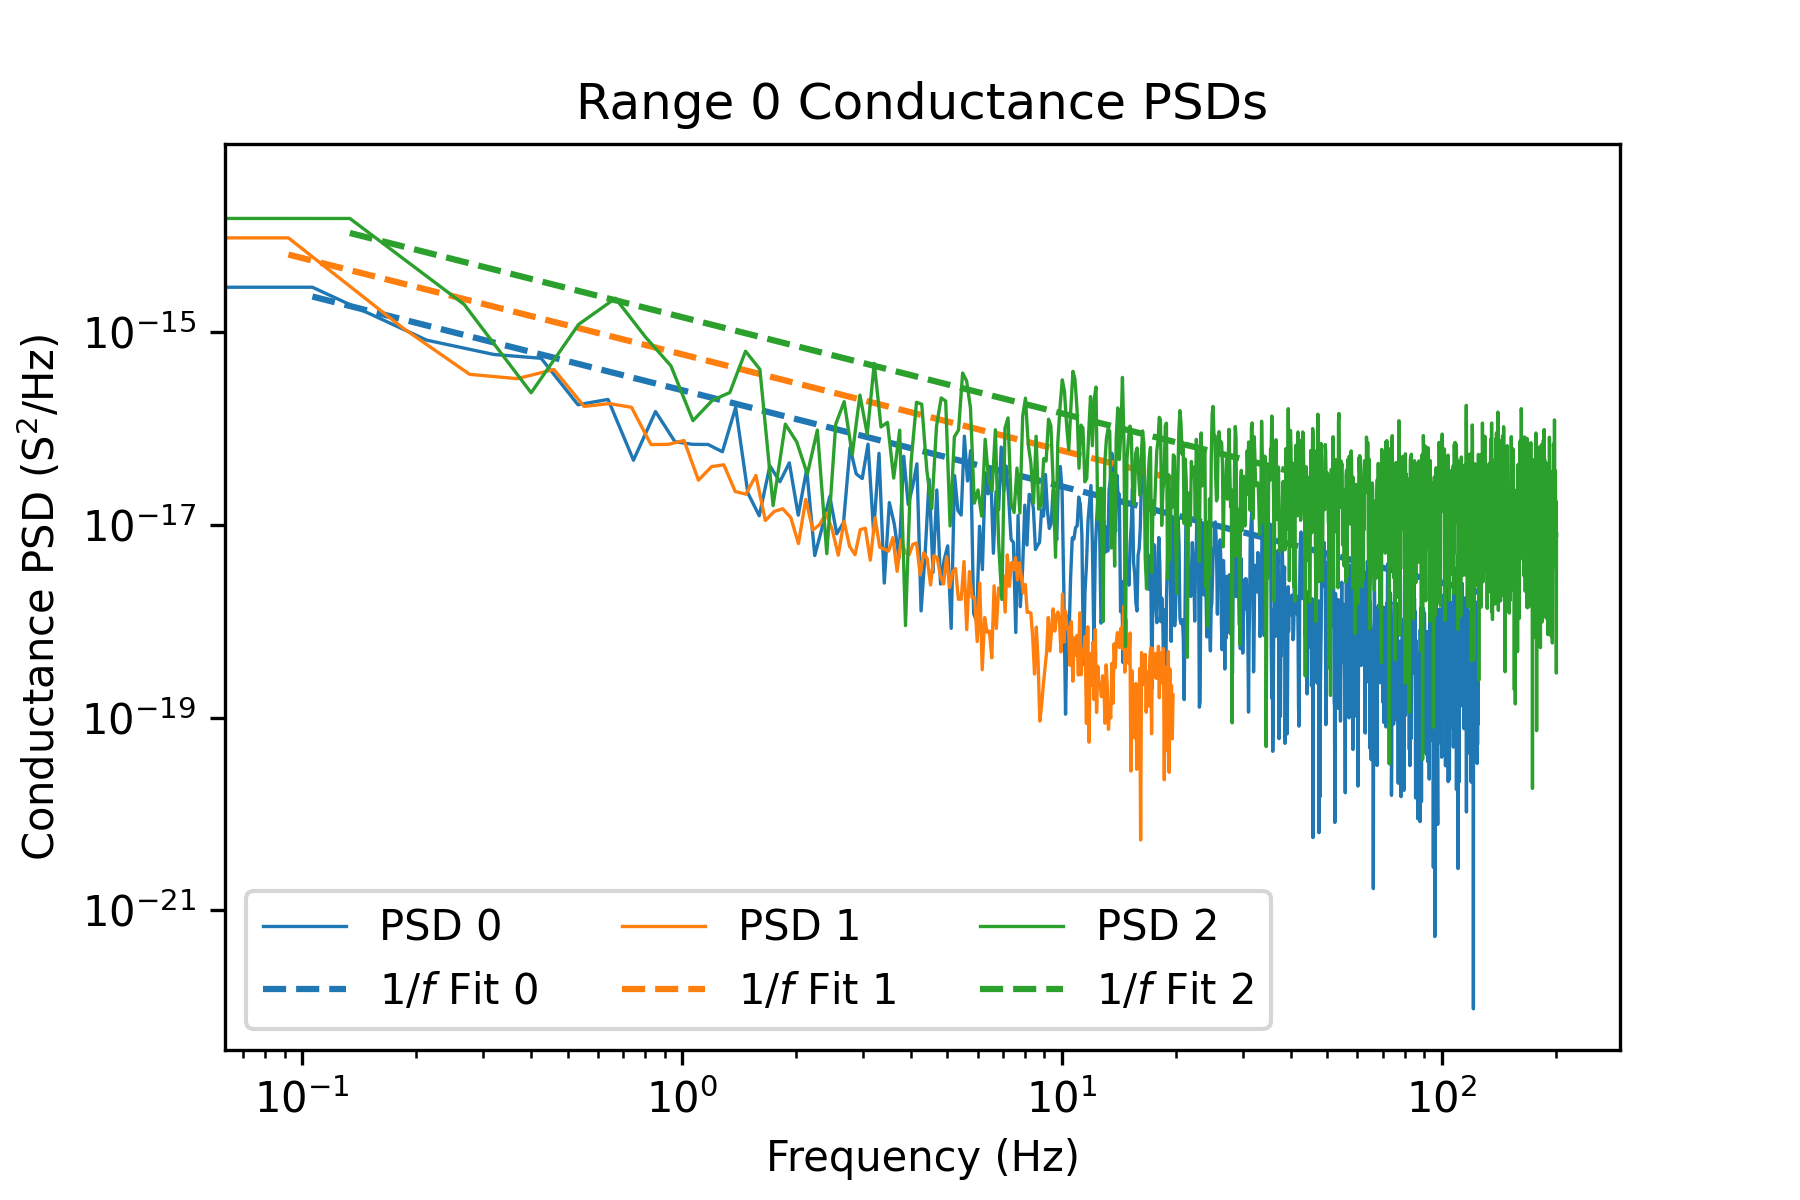 Range 0 Conductance PSDs
Conductance PSD (S²/Hz)
10⁻¹⁵
10⁻¹⁷
10⁻¹⁹
10⁻²¹
PSD 0 PSD 1 PSD 2
1/f Fit 0 1/f Fit 1 1/f Fit 2
10⁻¹ 10⁰ 10¹ 10²
Frequency (Hz)